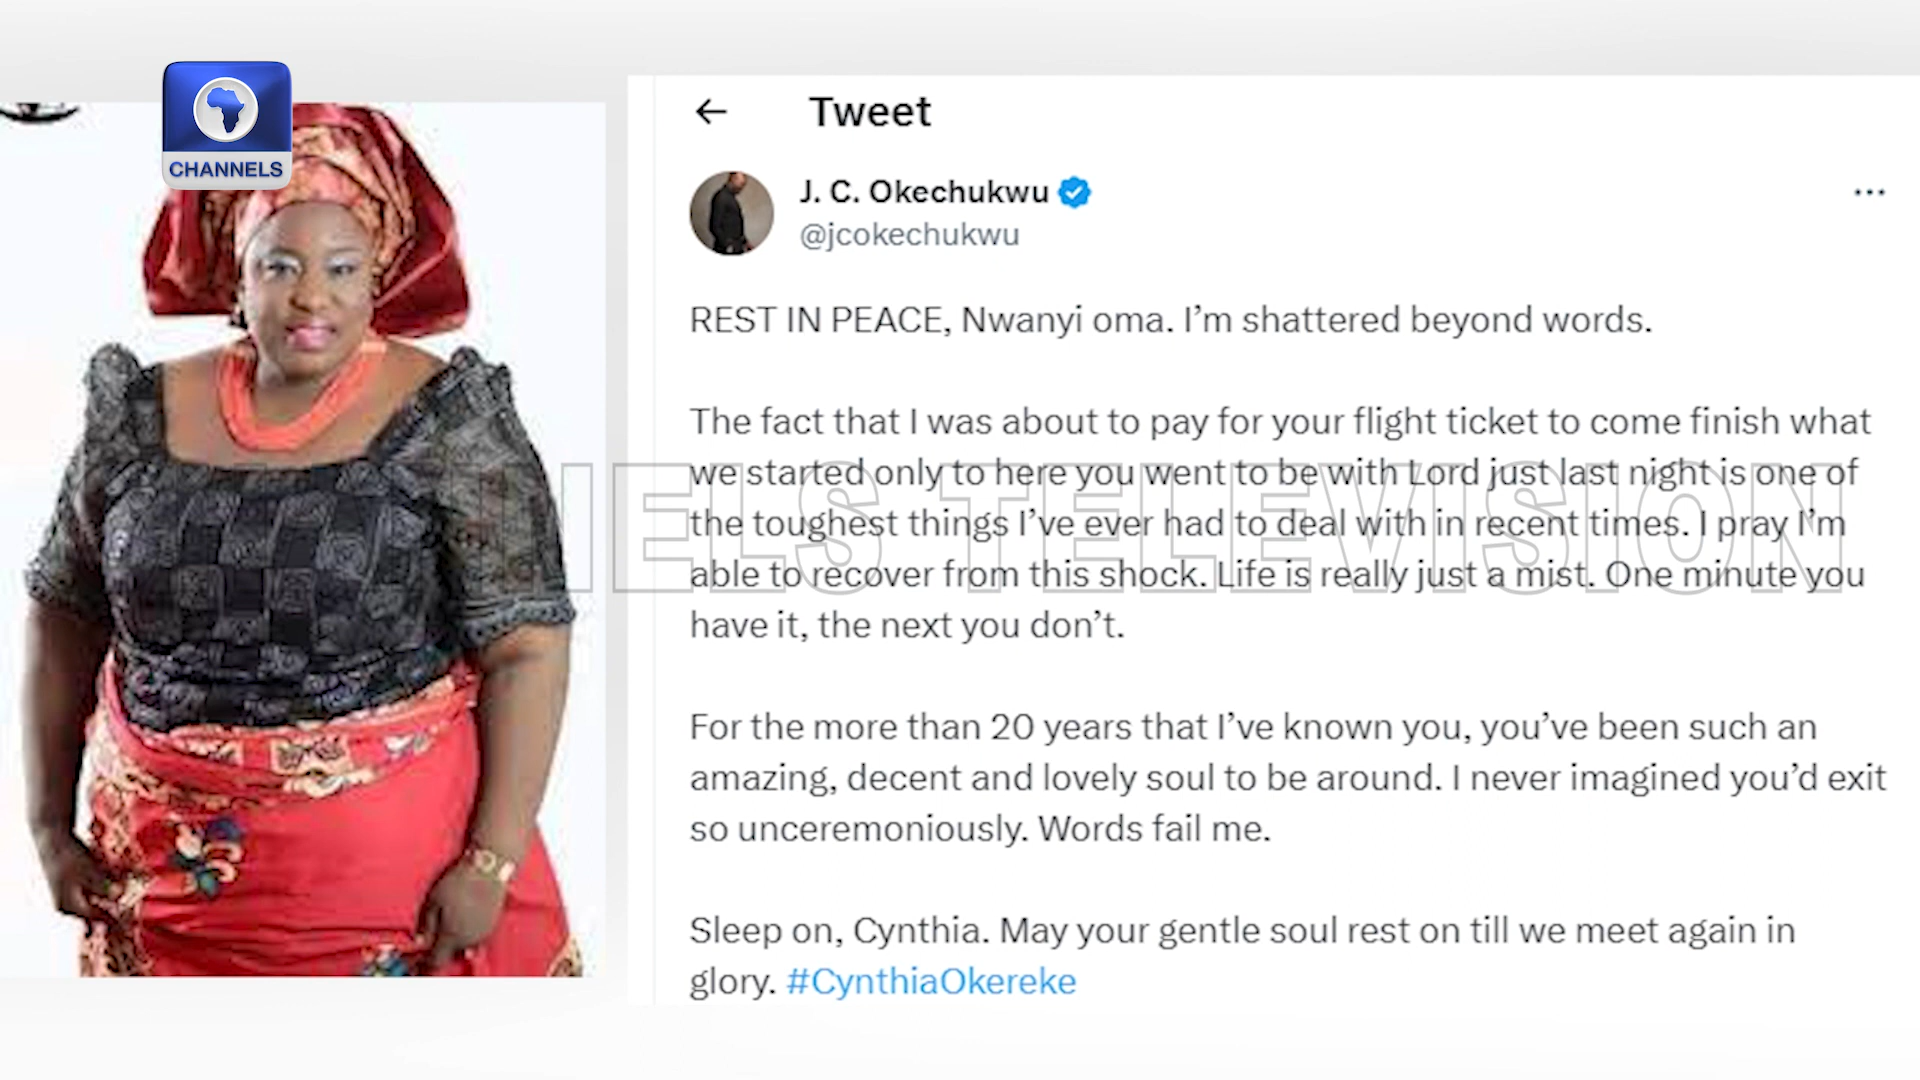 CHANNELS
Tweet
J. C. Okechukwu
@jcokechukwu
REST IN PEACE, Nwanyi oma. I’m shattered beyond words.
The fact that I was about to pay for your flight ticket to come finish what
we started only to here you went to be with Lord just last night is one of
the toughest things I’ve ever had to deal with in recent times. I pray I’m
able to recover from this shock. Life is really just a mist. One minute you
have it, the next you don’t.
For the more than 20 years that I’ve known you, you’ve been such an
amazing, decent and lovely soul to be around. I never imagined you’d exit
so unceremoniously. Words fail me.
Sleep on, Cynthia. May your gentle soul rest on till we meet again in
glory. #CynthiaOkereke
NELS TELEVISION